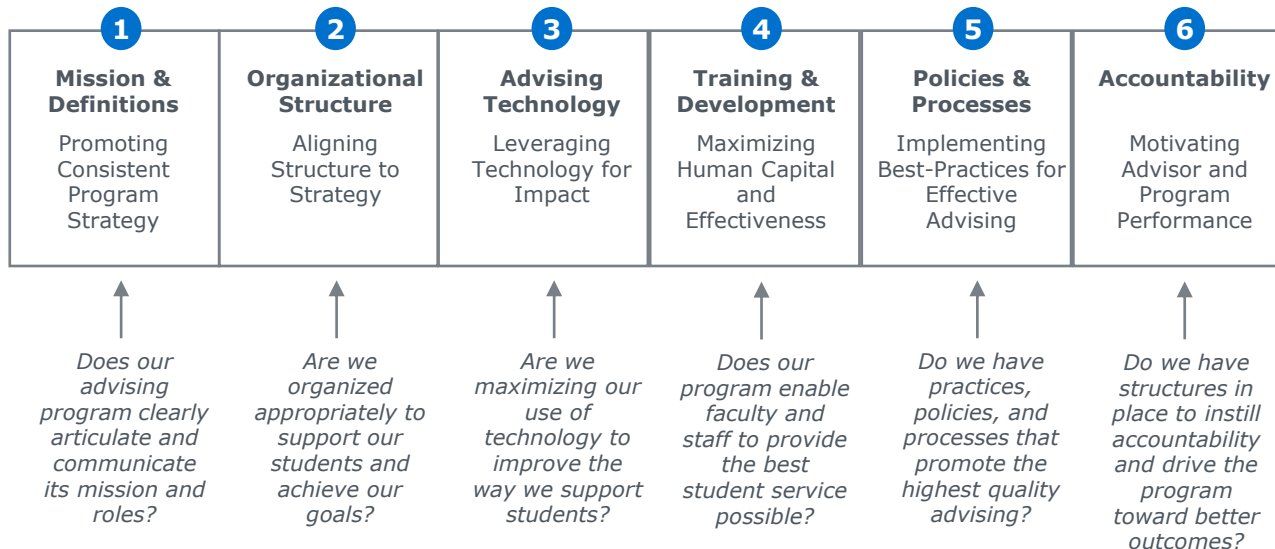 1
Mission &
Definitions
Promoting
Consistent
Program
Strategy
2
Organizational
Structure
Aligning
Structure to
Strategy
3
Advising
Technology
Leveraging
Technology for
Impact
4
Training &
Development
Maximizing
Human Capital
and
Effectiveness
5
Policies &
Processes
Implementing
Best-Practices for
Effective
Advising
6
Accountability
Motivating
Advisor and
Program
Performance
Does our
advising
program clearly
articulate and
communicate
its mission and
roles?
Are we
organized
appropriately to
support our
students and
achieve our
goals?
Are we
maximizing our
use of
technology to
improve the
way we support
students?
Does our
program enable
faculty and
staff to provide
the best
student service
possible?
Do we have
practices,
policies, and
processes that
promote the
highest quality
advising?
Do we have
structures in
place to instill
accountability
and drive the
program
toward better
outcomes?